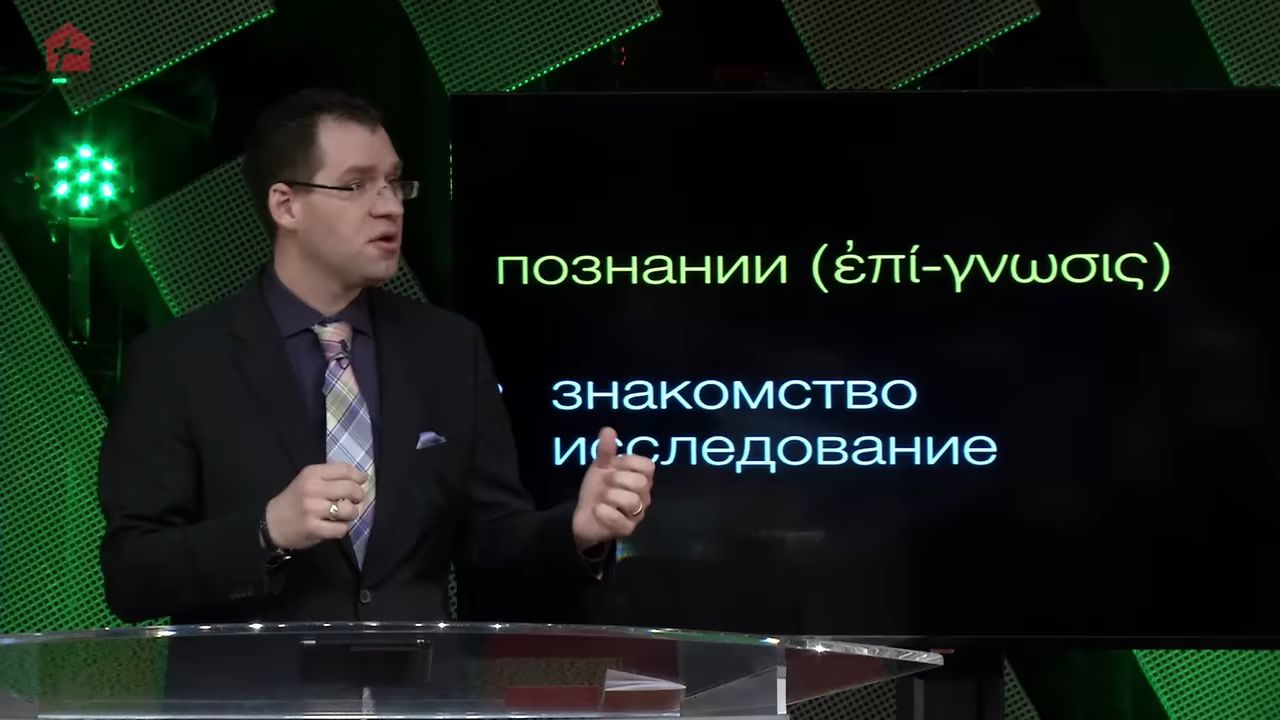 познании (ἐπί-γνωσις)
знакомство
исследование